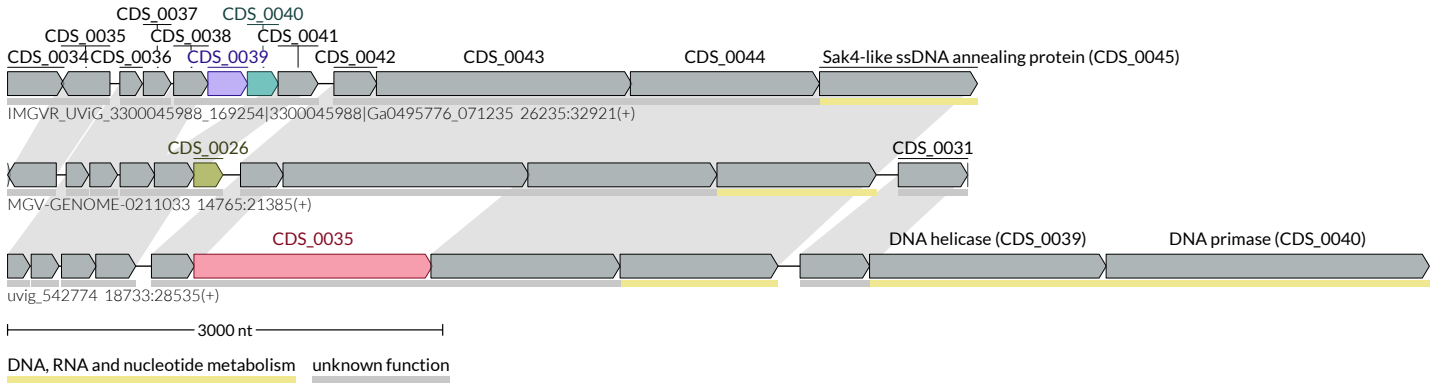 CDS_0037
CDS_0040
CDS_0035
CDS_0038
CDS_0041
CDS_0034
CDS_0036
CDS_0039
CDS_0042
CDS_0043
CDS_0044
Sak4-like ssDNA annealing protein (CDS_0045)
IMGVR_UViG_3300045988_169254|3300045988|Ga0495776_071235 26235:32921(+)
CDS_0026
CDS_0031
MGV-GENOME-0211033 14765:21385(+)
CDS_0035
DNA helicase (CDS_0039)
DNA primase (CDS_0040)
uvig_542774 18733:28535(+)
3000 nt
DNA, RNA and nucleotide metabolism
unknown function